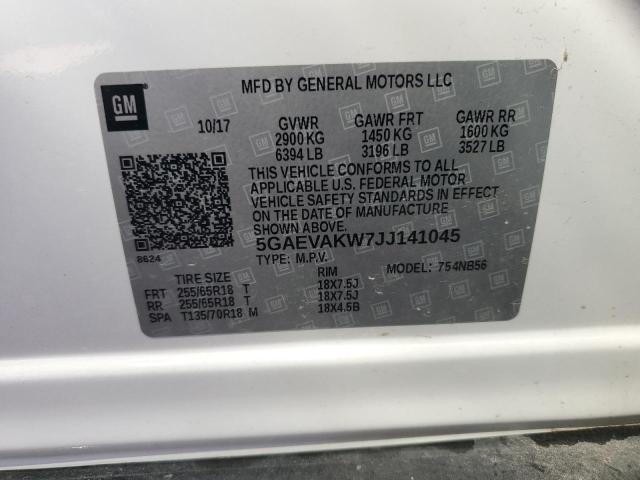 MFD BY GENERAL MOTORS LLC
GM
10/17 GVWR GAWR FRT GAWR RR
2900 KG 1450 KG 1600 KG
6394 LB 3196 LB 3527 LB
THIS VEHICLE CONFORMS TO ALL
APPLICABLE U.S. FEDERAL MOTOR
VEHICLE SAFETY STANDARDS IN EFFECT
ON THE DATE OF MANUFACTURE
SHOWN ABOVE.
8624 5GAEVAKW7JJ141045
TYPE: M.P.V. MODEL: 754NB56
TIRE SIZE RIM
FRT 255/65R18 T 18X7.5J
RR 255/65R18 T 18X7.5J
SPA T135/70R18 M 18X4.5B